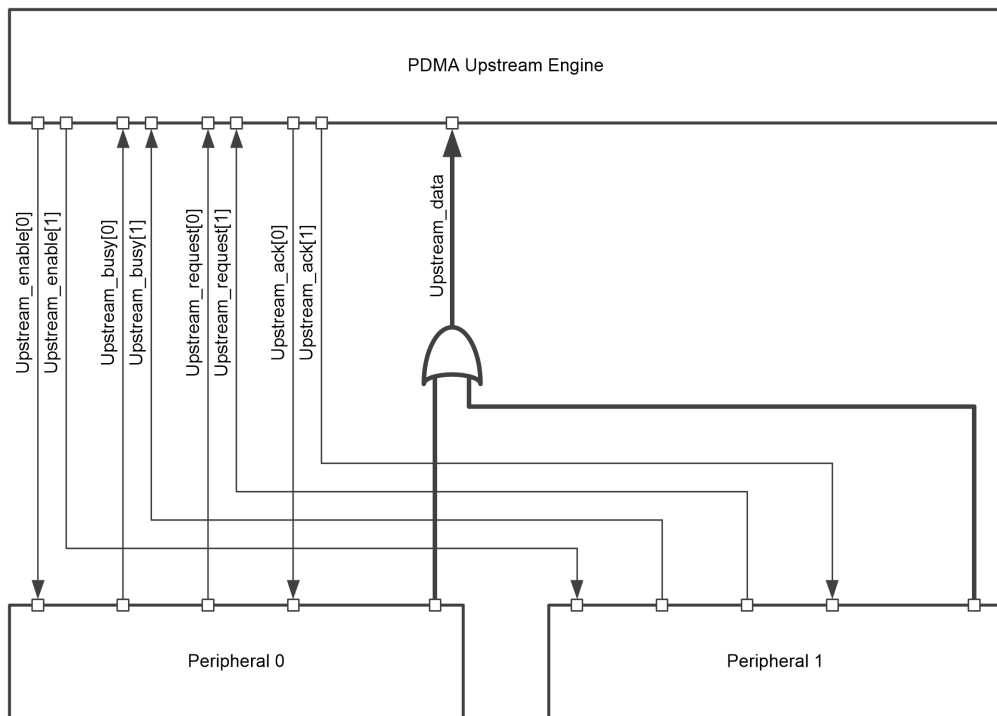 PDMA Upstream Engine
Upstream_enable[0]
Upstream_enable[1]
Upstream_busy[0]
Upstream_busy[1]
Upstream_request[0]
Upstream_request[1]
Upstream_ack[0]
Upstream_ack[1]
Upstream_data
Peripheral 0
Peripheral 1